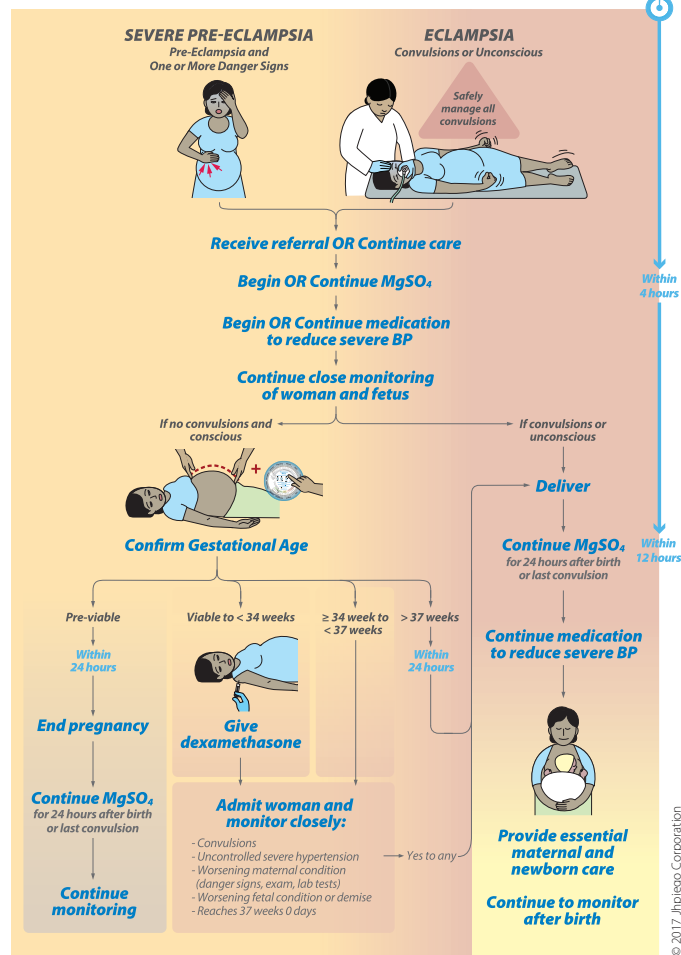 SEVERE PRE-ECLAMPSIA
Pre-Eclampsia and
One or More Danger Signs
ECLAMPSIA
Convulsions or Unconscious
Safely
manage all
convulsions
Receive referral OR Continue care
Begin OR Continue MgSO₄
Begin OR Continue medication
to reduce severe BP
Continue close monitoring
of woman and fetus
Within
4 hours
If no convulsions and
conscious
If convulsions or
unconscious
+
Confirm Gestational Age
Deliver
Continue MgSO₄
for 24 hours after birth
or last convulsion
Within
12 hours
Pre-viable
Within
24 hours
End pregnancy
Continue MgSO₄
for 24 hours after birth
or last convulsion
Continue
monitoring
Viable to < 34 weeks
Give
dexamethasone
≥ 34 week to
< 37 weeks
> 37 weeks
Within
24 hours
Admit woman and
monitor closely:
- Convulsions
- Uncontrolled severe hypertension
- Worsening maternal condition
(danger signs, exam, lab tests)
- Worsening fetal condition or demise
- Reaches 37 weeks 0 days
Yes to any
Continue medication
to reduce severe BP
Provide essential
maternal and
newborn care
Continue to monitor
after birth
© 2017 Jhpiego Corporation